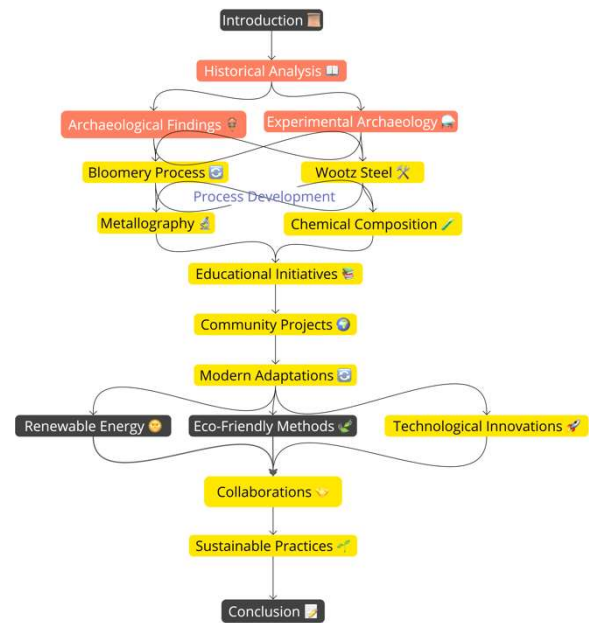 Introduction
Historical Analysis
Archaeological Findings
Experimental Archaeology
Bloomery Process
Wootz Steel
Process Development
Metallography
Chemical Composition
Educational Initiatives
Community Projects
Modern Adaptations
Renewable Energy
Eco-Friendly Methods
Technological Innovations
Collaborations
Sustainable Practices
Conclusion